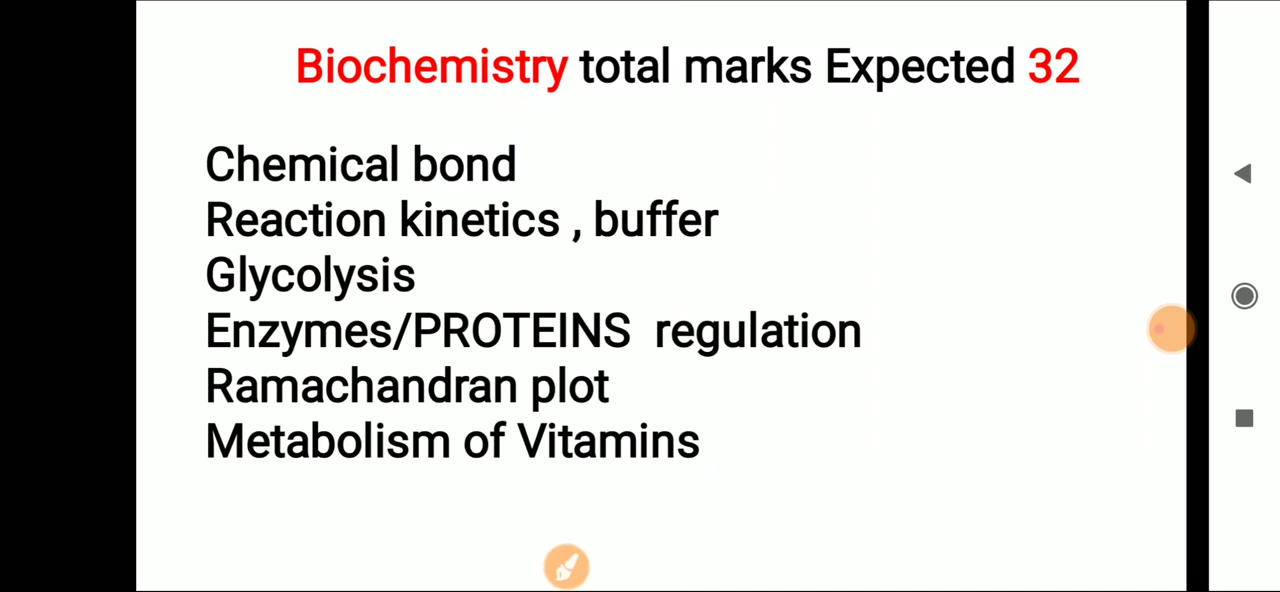 Biochemistry total marks Expected 32
Chemical bond
Reaction kinetics , buffer
Glycolysis
Enzymes/PROTEINS regulation
Ramachandran plot
Metabolism of Vitamins